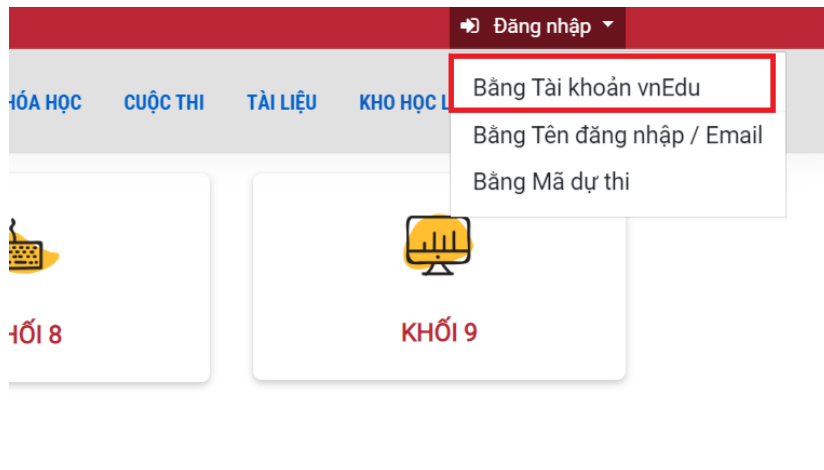 Đăng nhập
HÓA HỌC CUỘC THI TÀI LIỆU KHO HỌC L
Bằng Tài khoản vnEdu
Bằng Tên đăng nhập / Email
Bằng Mã dự thi
HỐI 8
KHỐI 9